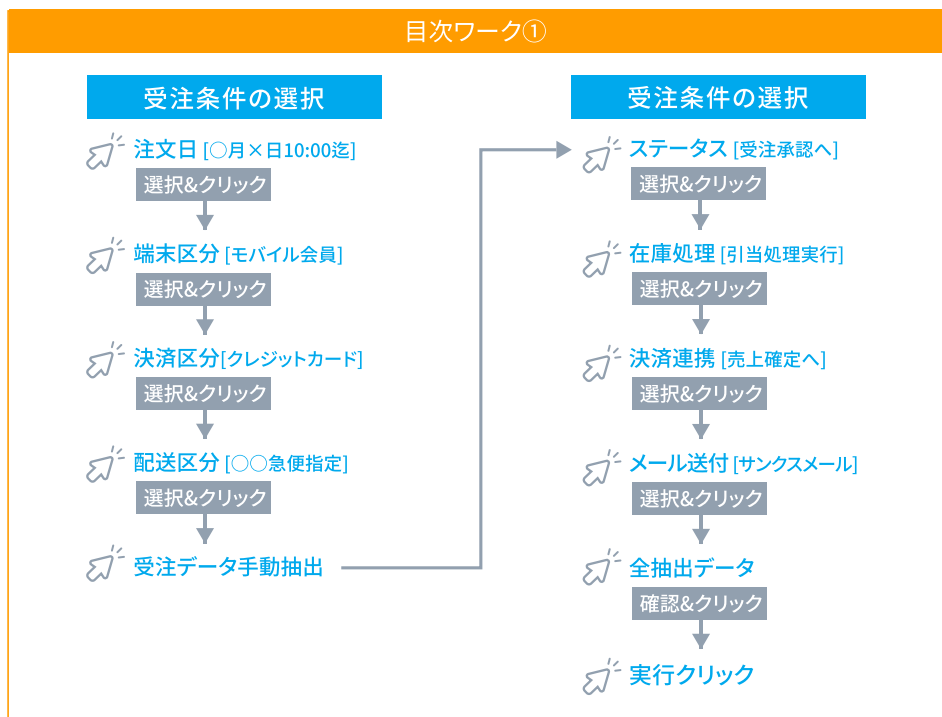 目次ワーク①
受注条件の選択
注文日 [〇月×日10:00迄]
選択&クリック
端末区分 [モバイル会員]
選択&クリック
決済区分[クレジットカード]
選択&クリック
配送区分 [〇〇急便指定]
選択&クリック
受注データ手動抽出
受注条件の選択
ステータス [受注承認へ]
選択&クリック
在庫処理 [引当処理実行]
選択&クリック
決済連携 [売上確定へ]
選択&クリック
メール送付 [サンクスメール]
選択&クリック
全抽出データ
確認&クリック
実行クリック